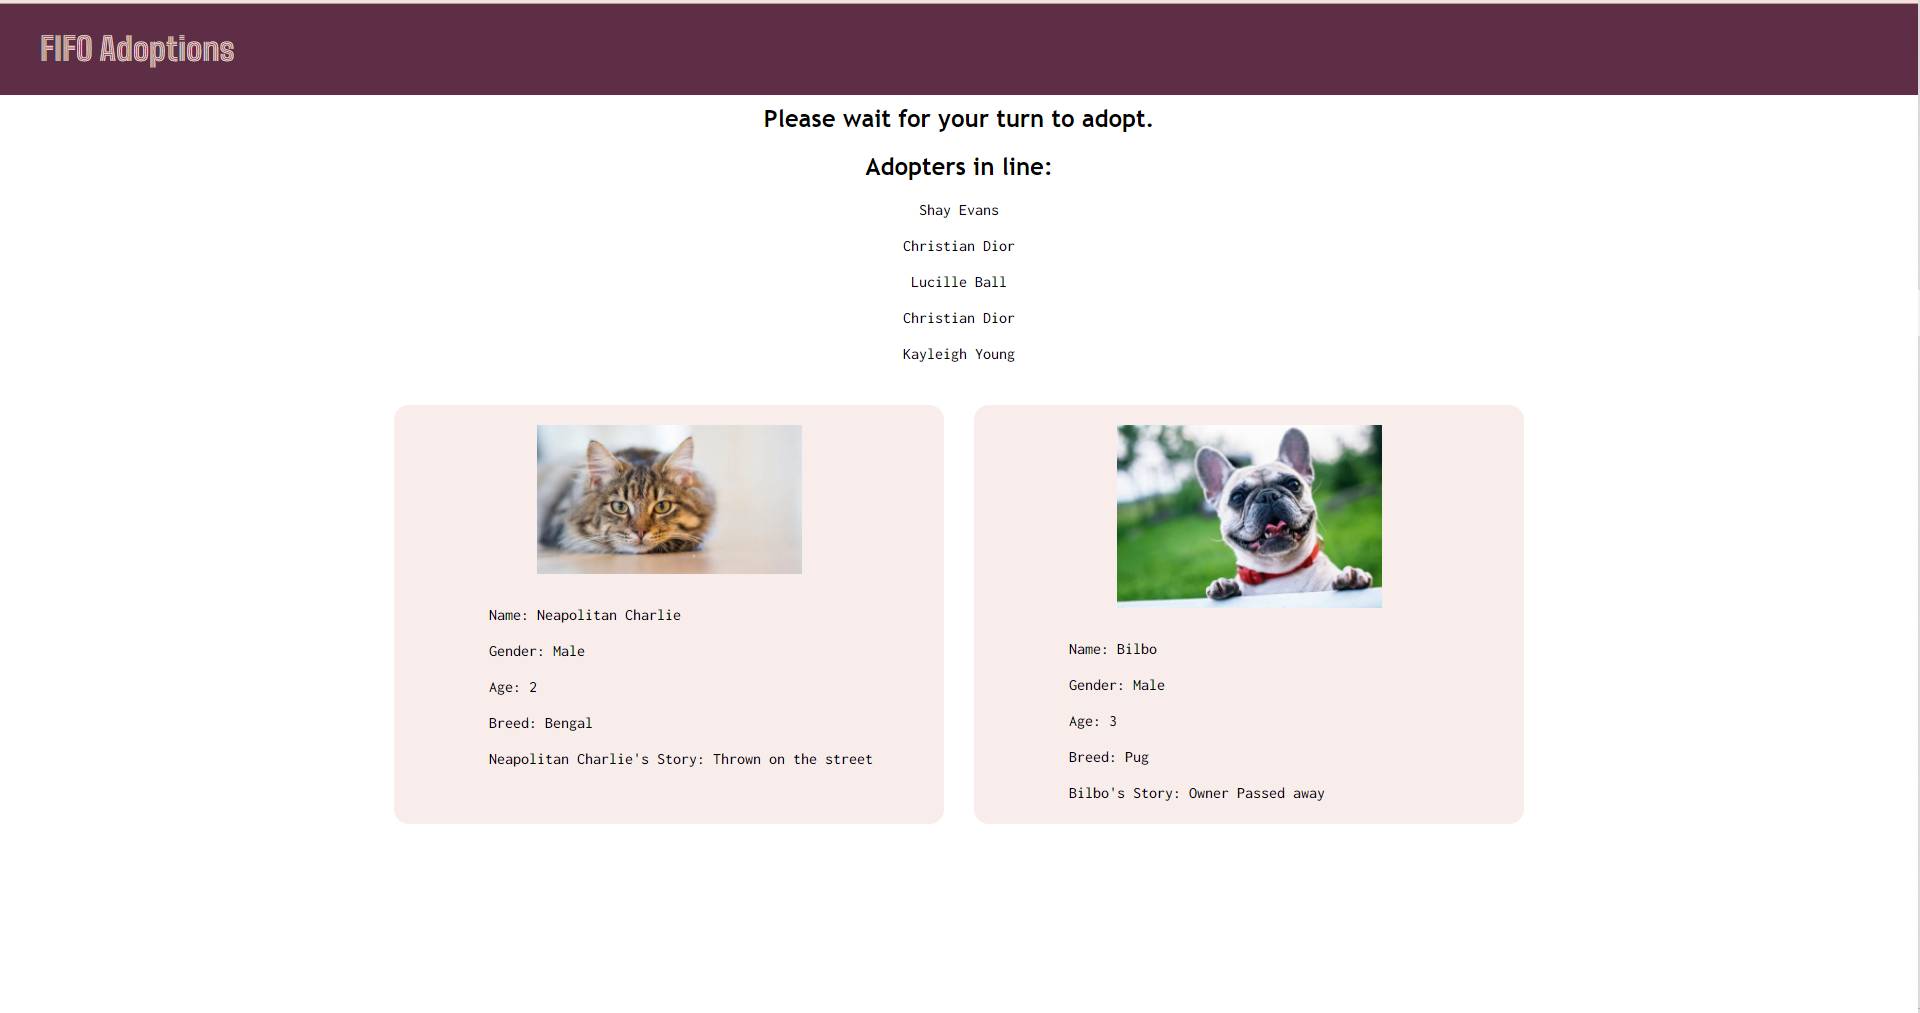 FIFO Adoptions
Please wait for your turn to adopt.
Adopters in line:
Shay Evans
Christian Dior
Lucille Ball
Christian Dior
Kayleigh Young
Name: Neapolitan Charlie
Gender: Male
Age: 2
Breed: Bengal
Neapolitan Charlie's Story: Thrown on the street
Name: Bilbo
Gender: Male
Age: 3
Breed: Pug
Bilbo's Story: Owner Passed away